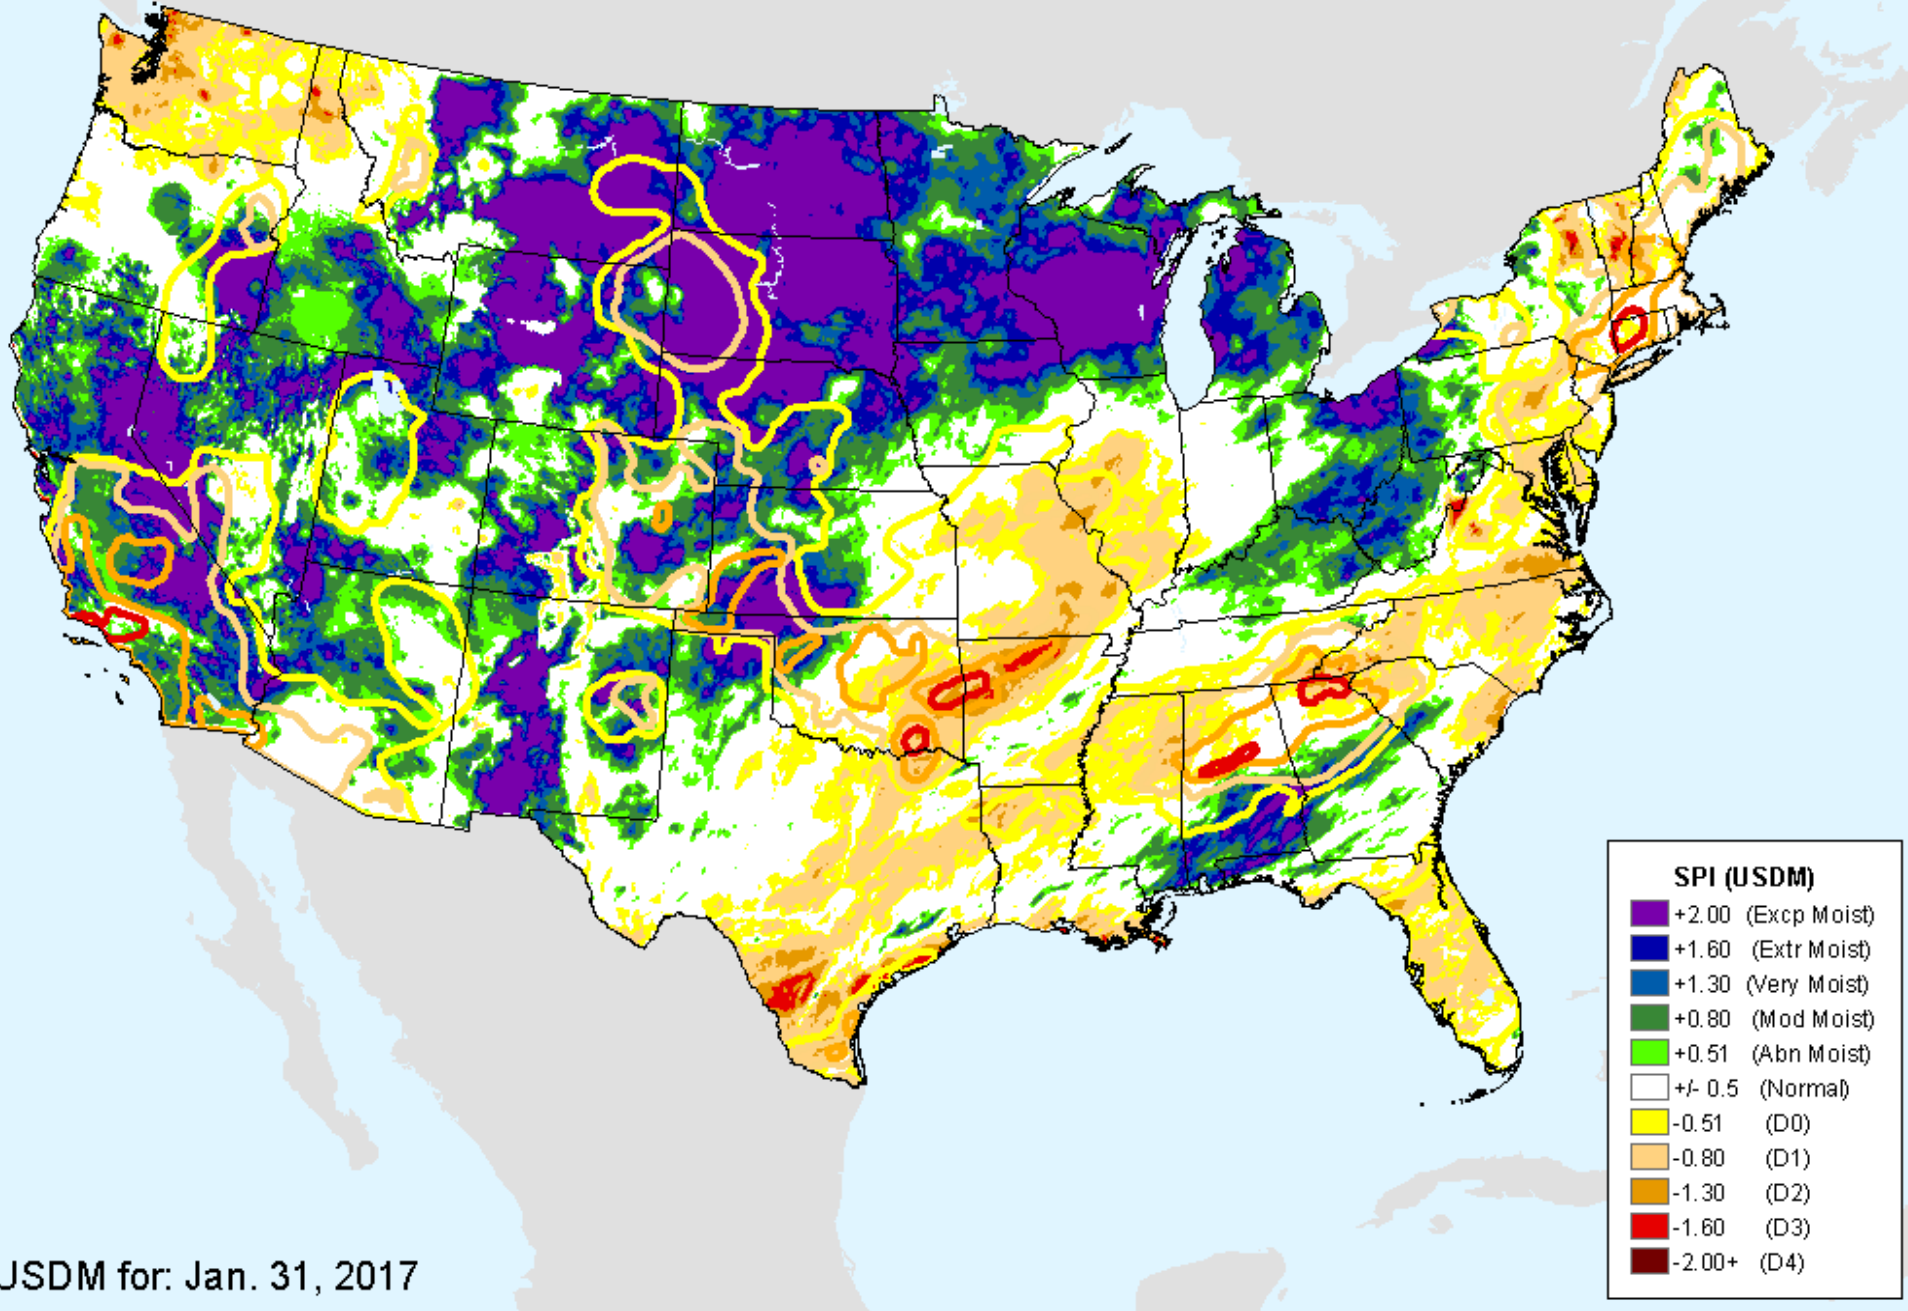 SPI (USDM)
+2.00 (Excp Moist)
+1.60 (Extr Moist)
+1.30 (Very Moist)
+0.80 (Mod Moist)
+0.51 (Abn Moist)
+/- 0.5 (Normal)
-0.51 (D0)
-0.80 (D1)
-1.30 (D2)
-1.60 (D3)
-2.00+ (D4)
USDM for: Jan. 31, 2017